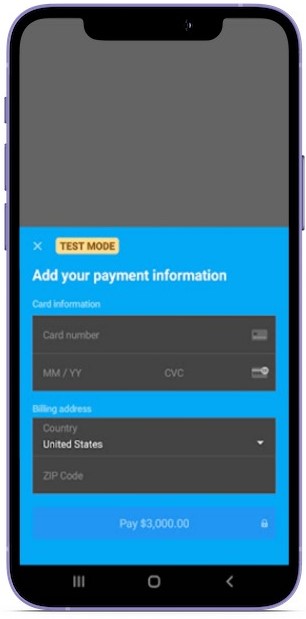 TEST MODE
Add your payment information
Card information
Card number
MM / YY CVC
Billing address
Country
United States
ZIP Code
Pay $3,000.00